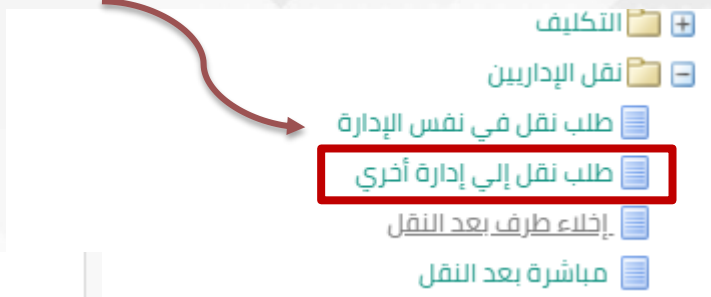 التكليف
نقل الإداريين
طلب نقل في نفس الإدارة
طلب نقل إلي إدارة أخري
إخلاء طرف بعد النقل
مباشرة بعد النقل